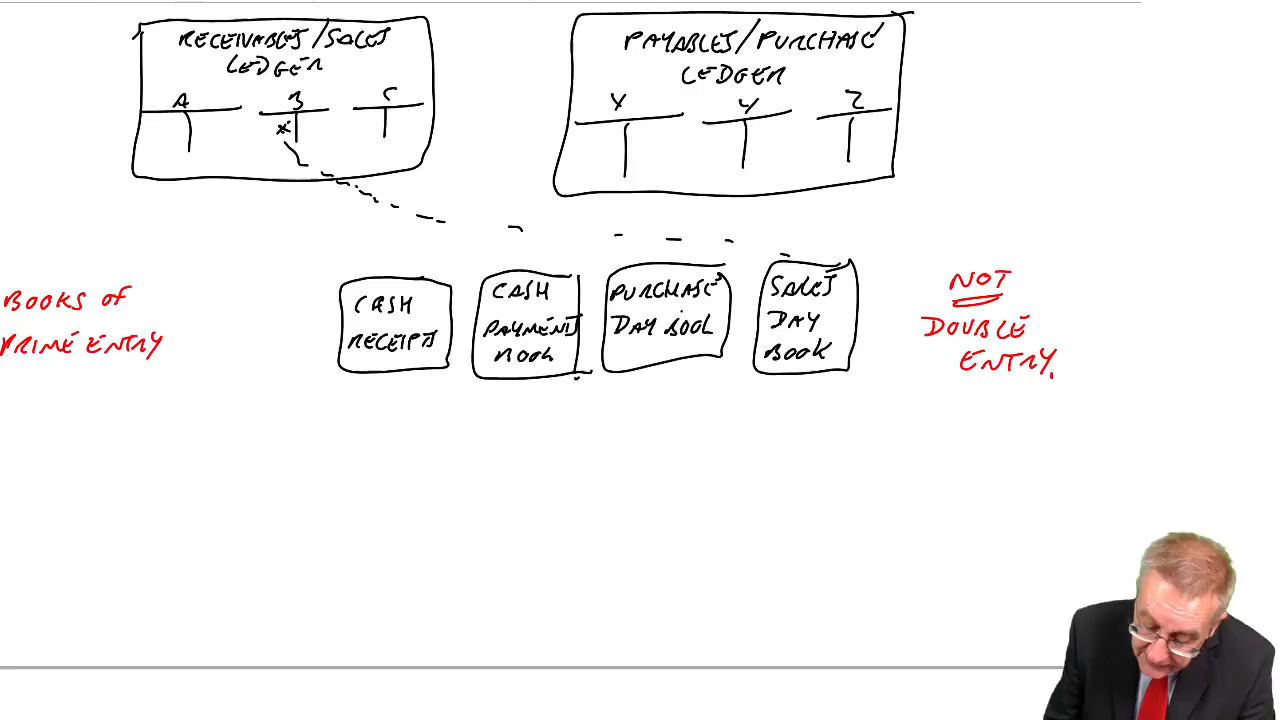 RECEIVABLES/SALES
LEDGER
A B C
X
PAYABLES/PURCHASE
LEDGER
X Y Z
BOOKS OF
PRIME ENTRY
CASH
RECEIPTS
CASH
PAYMENTS
BOOK
PURCHASE
DAY BOOK
SALES
DAY
BOOK
NOT
DOUBLE
ENTRY.